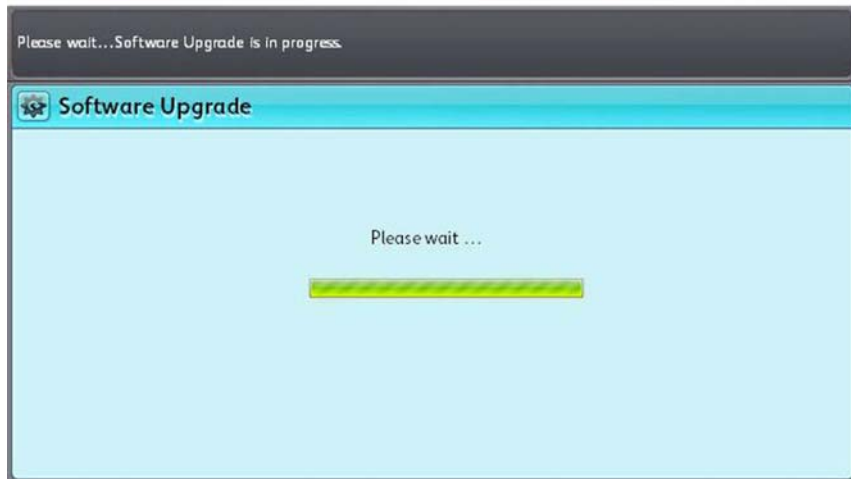 Please wait...Software Upgrade is in progress.
Software Upgrade
Please wait ...